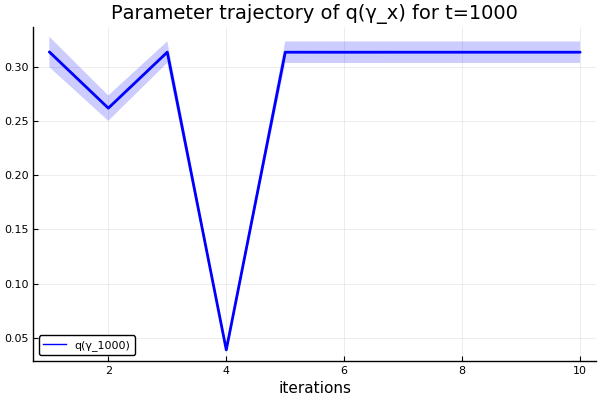 Parameter trajectory of q(γ_x) for t=1000
0.30
0.25
0.20
0.15
0.10
0.05
q(γ_1000)
2 4 6 8 10
iterations